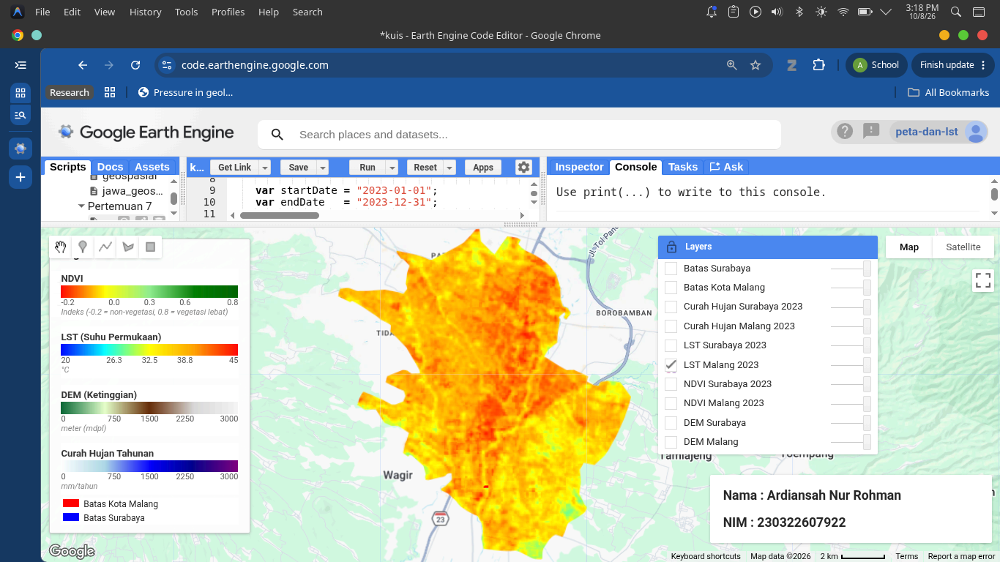 File Edit View History Tools Profiles Help Search
3:18 PM
10/8/26
*kuis - Earth Engine Code Editor - Google Chrome
code.earthengine.google.com
A School
Finish update
Research
Pressure in geol...
All Bookmarks
Google Earth Engine
Search places and datasets...
peta-dan-lst
Scripts Docs Assets
k... Get Link Save Run Reset Apps
Inspector Console Tasks Ask
geospasial
jawa_geos...
Pertemuan 7
8
9 var startDate = "2023-01-01";
10 var endDate = "2023-12-31";
11
Use print(...) to write to this console.
NDVI
-0.2 0.0 0.3 0.6 0.8
Indeks (-0.2 = non-vegetasi, 0.8 = vegetasi lebat)
LST (Suhu Permukaan)
20 26.3 32.5 38.8 45
°C
DEM (Ketinggian)
0 750 1500 2250 3000
meter (mdpl)
Curah Hujan Tahunan
0 750 1500 2250 3000
mm/tahun
Batas Kota Malang
Batas Surabaya
Google
BOROBAMBAN
TIDA
Wagir
23
Layers
Batas Surabaya
Batas Kota Malang
Curah Hujan Surabaya 2023
Curah Hujan Malang 2023
LST Surabaya 2023
LST Malang 2023
NDVI Surabaya 2023
NDVI Malang 2023
DEM Surabaya
DEM Malang
Map Satellite
Nama : Ardiansah Nur Rohman
NIM : 230322607922
Keyboard shortcuts Map data ©2026 2 km Terms Report a map error